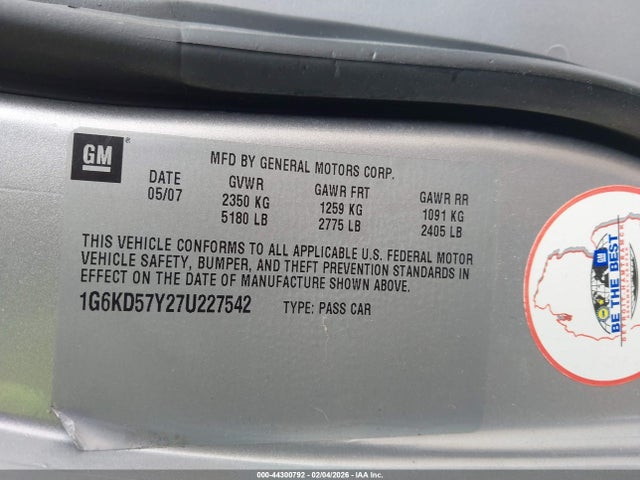 GM
MFD BY GENERAL MOTORS CORP.
DATE GVWR GAWR FRT GAWR RR
05/07 2350 KG 1259 KG 1091 KG
5180 LB 2775 LB 2405 LB
THIS VEHICLE CONFORMS TO ALL APPLICABLE U.S. FEDERAL MOTOR
VEHICLE SAFETY, BUMPER, AND THEFT PREVENTION STANDARDS IN
EFFECT ON THE DATE OF MANUFACTURE SHOWN ABOVE.
1G6KD57Y27U227542 TYPE: PASS CAR
GM
BE THE BEST
000-44300792 - 02/04/2026 - IAA Inc.